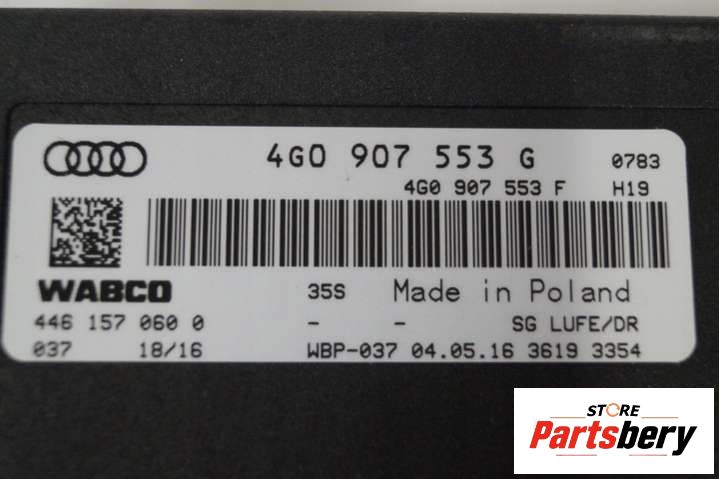 4G0 907 553 G 0783
4G0 907 553 F H19
WABCO 35S Made in Poland
446 157 060 0 - - SG LUFE/DR
037 18/16 WBP-037 04.05.16 3619 3354
STORE
Partsbery